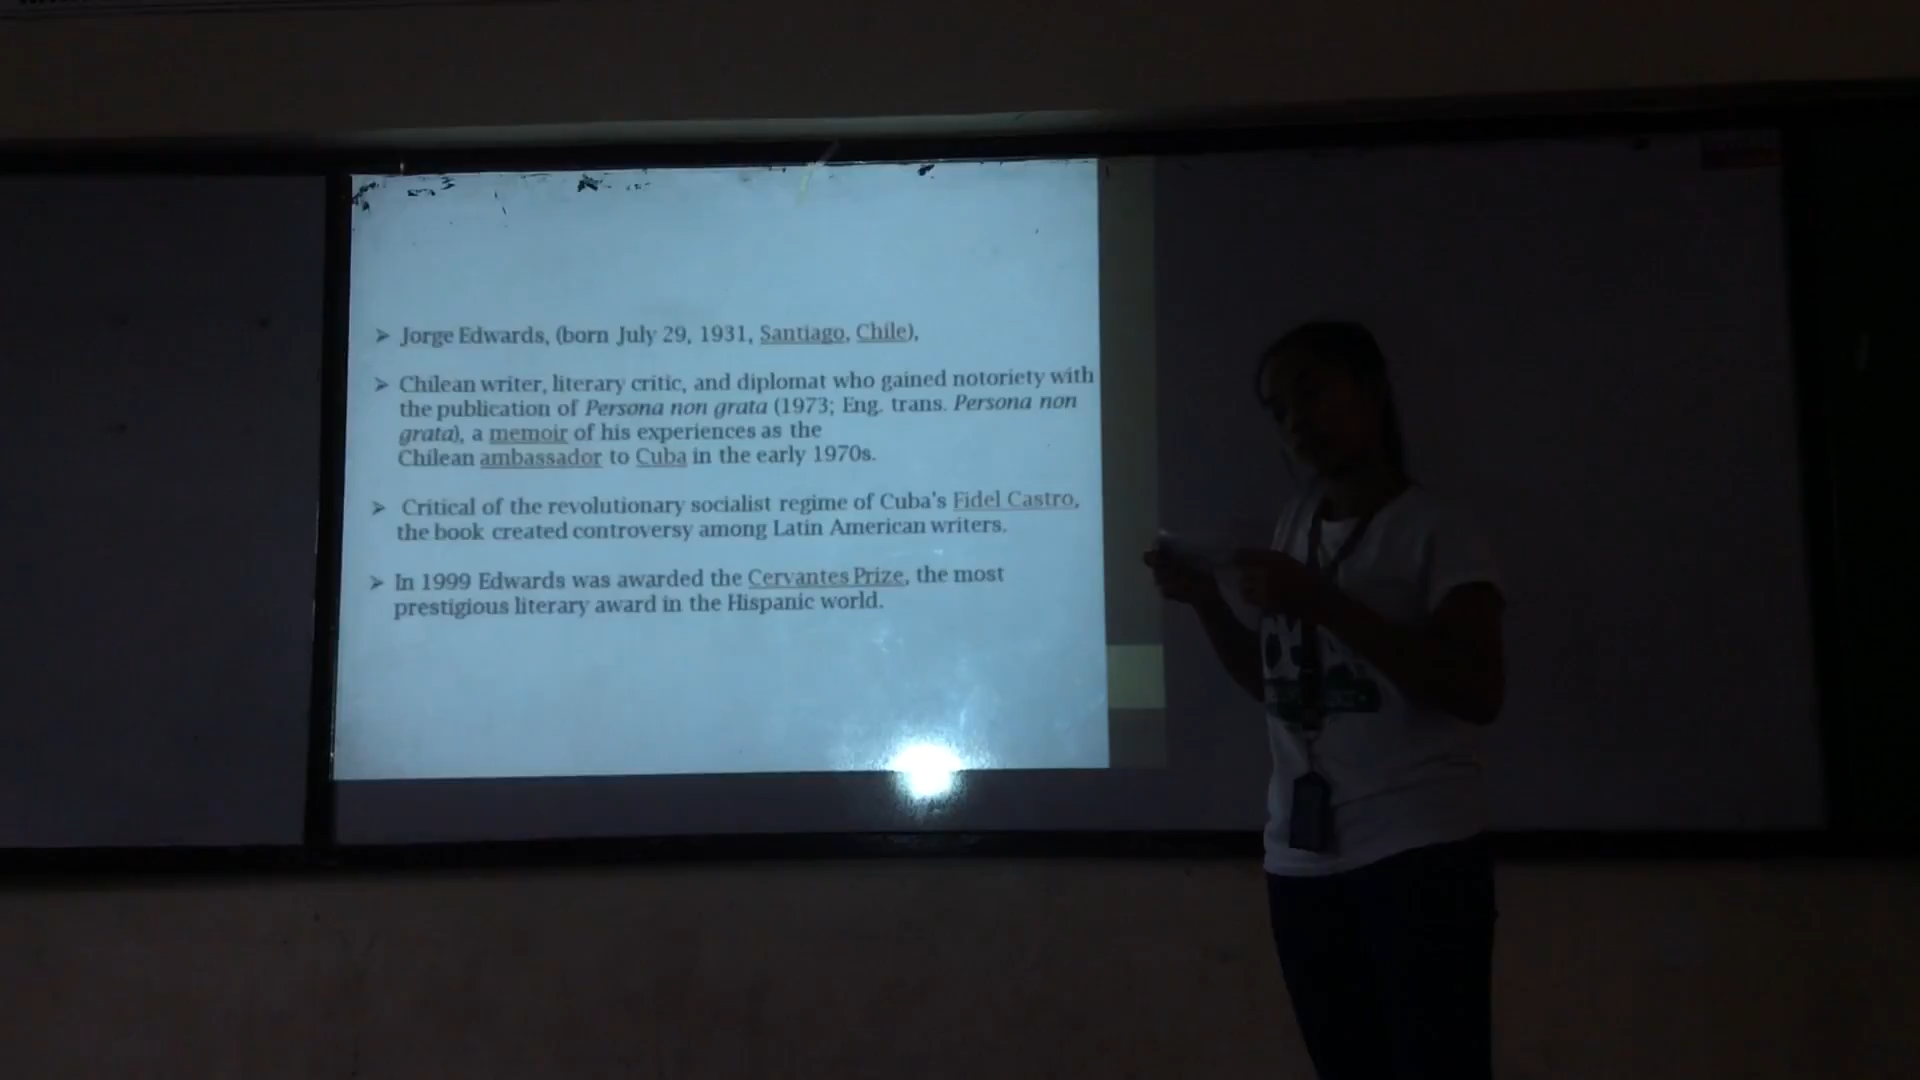 ➢ Jorge Edwards, (born July 29, 1931, Santiago, Chile),
➢ Chilean writer, literary critic, and diplomat who gained notoriety with
the publication of Persona non grata (1973; Eng. trans. Persona non
grata), a memoir of his experiences as the
Chilean ambassador to Cuba in the early 1970s.
➢ Critical of the revolutionary socialist regime of Cuba's Fidel Castro,
the book created controversy among Latin American writers.
➢ In 1999 Edwards was awarded the Cervantes Prize, the most
prestigious literary award in the Hispanic world.